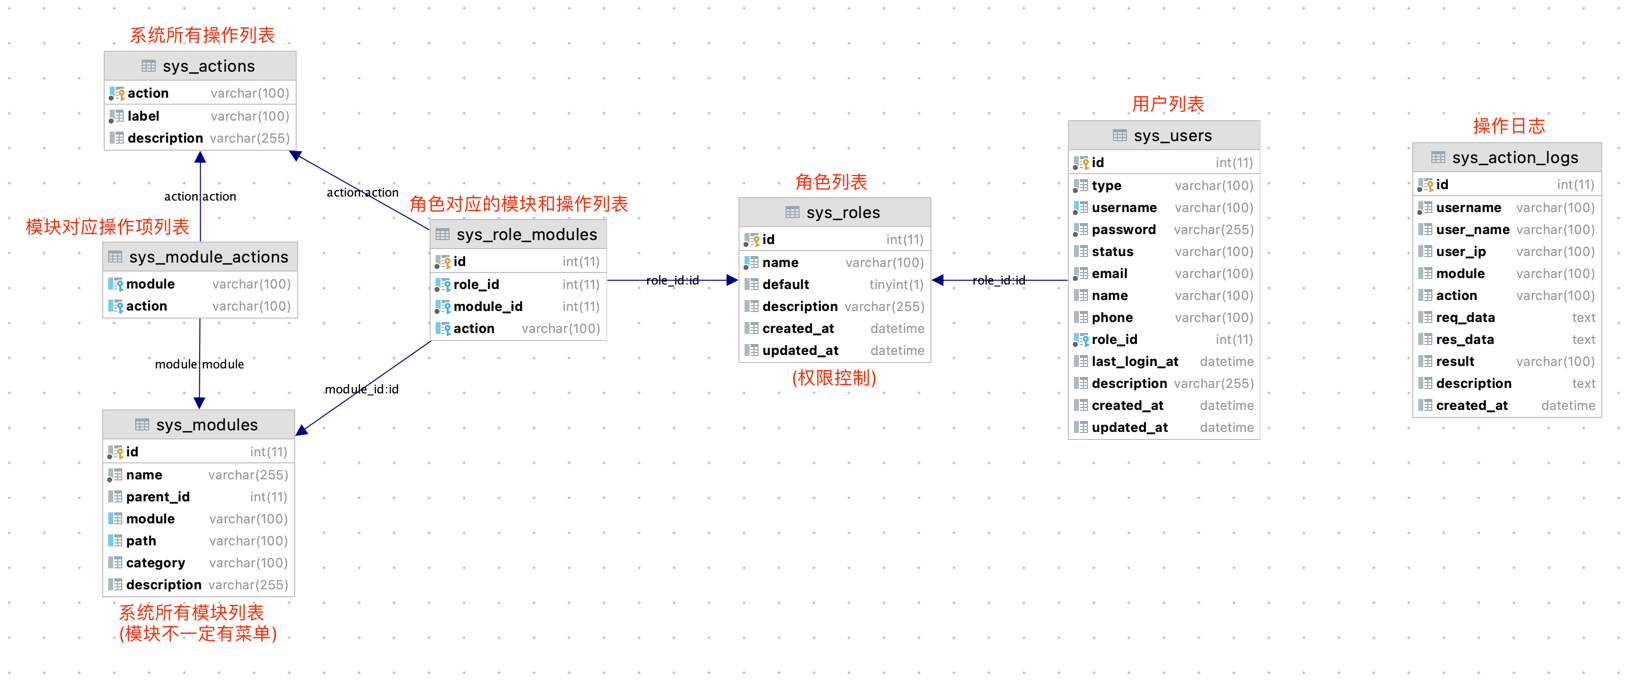 系统所有操作列表
sys_actions
action varchar(100)
label varchar(100)
description varchar(255)
action:action
action:action
模块对应操作项列表
sys_module_actions
module varchar(100)
action varchar(100)
module:module
sys_modules
id int(11)
name varchar(255)
parent_id int(11)
module varchar(100)
path varchar(100)
category varchar(100)
description varchar(255)
系统所有模块列表
(模块不一定有菜单)
角色对应的模块和操作列表
sys_role_modules
id int(11)
role_id int(11)
module_id int(11)
action varchar(100)
module_id:id
role_id:id
角色列表
sys_roles
id int(11)
name varchar(100)
default tinyint(1)
description varchar(255)
created_at datetime
updated_at datetime
(权限控制)
role_id:id
用户列表
sys_users
id int(11)
type varchar(100)
username varchar(100)
password varchar(255)
status varchar(100)
email varchar(100)
name varchar(100)
phone varchar(100)
role_id int(11)
last_login_at datetime
description varchar(255)
created_at datetime
updated_at datetime
操作日志
sys_action_logs
id int(11)
username varchar(100)
user_name varchar(100)
user_ip varchar(100)
module varchar(100)
action varchar(100)
req_data text
res_data text
result varchar(100)
description text
created_at datetime